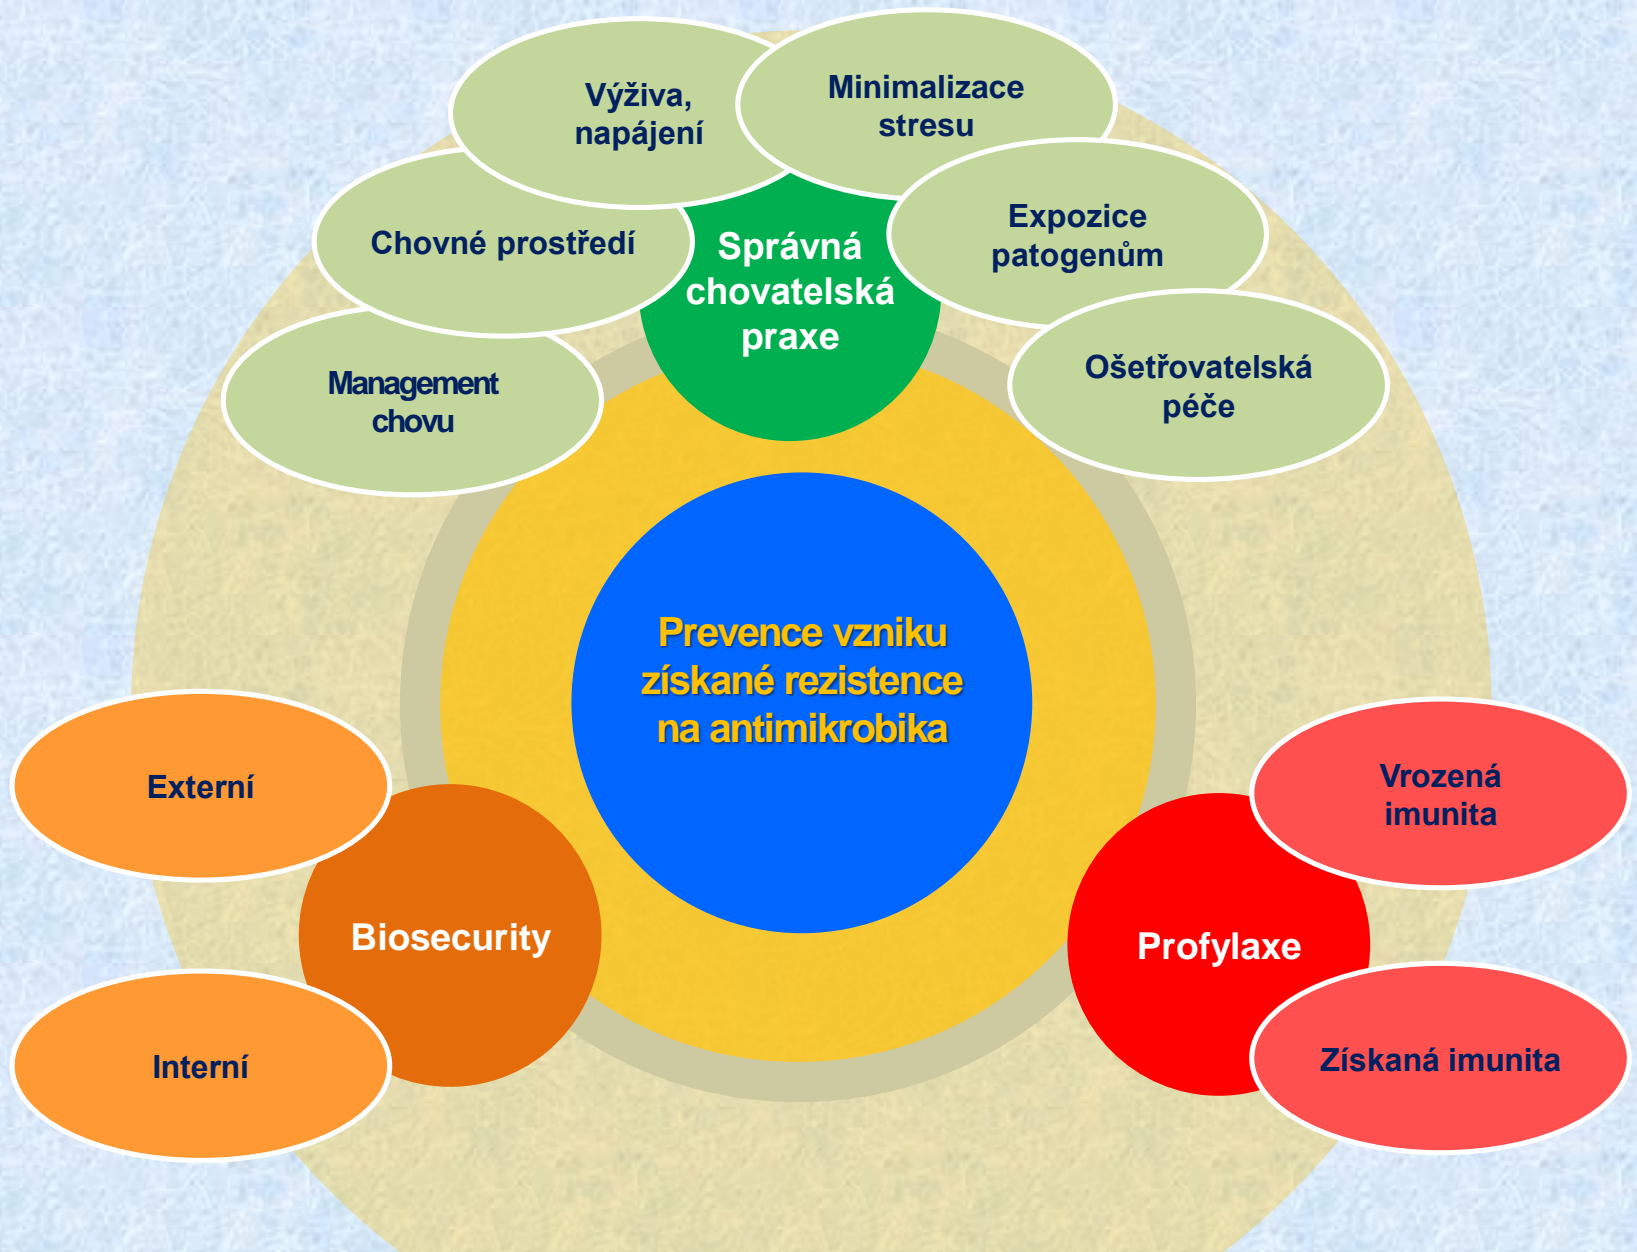 Výživa,
napájení
Minimalizace
stresu
Chovné prostředí
Správná
chovatelská
praxe
Expozice
patogenům
Management
chovu
Ošetřovatelská
péče
Prevence vzniku
získané rezistence
na antimikrobika
Externí
Biosecurity
Interní
Vrozená
imunita
Profylaxe
Získaná imunita